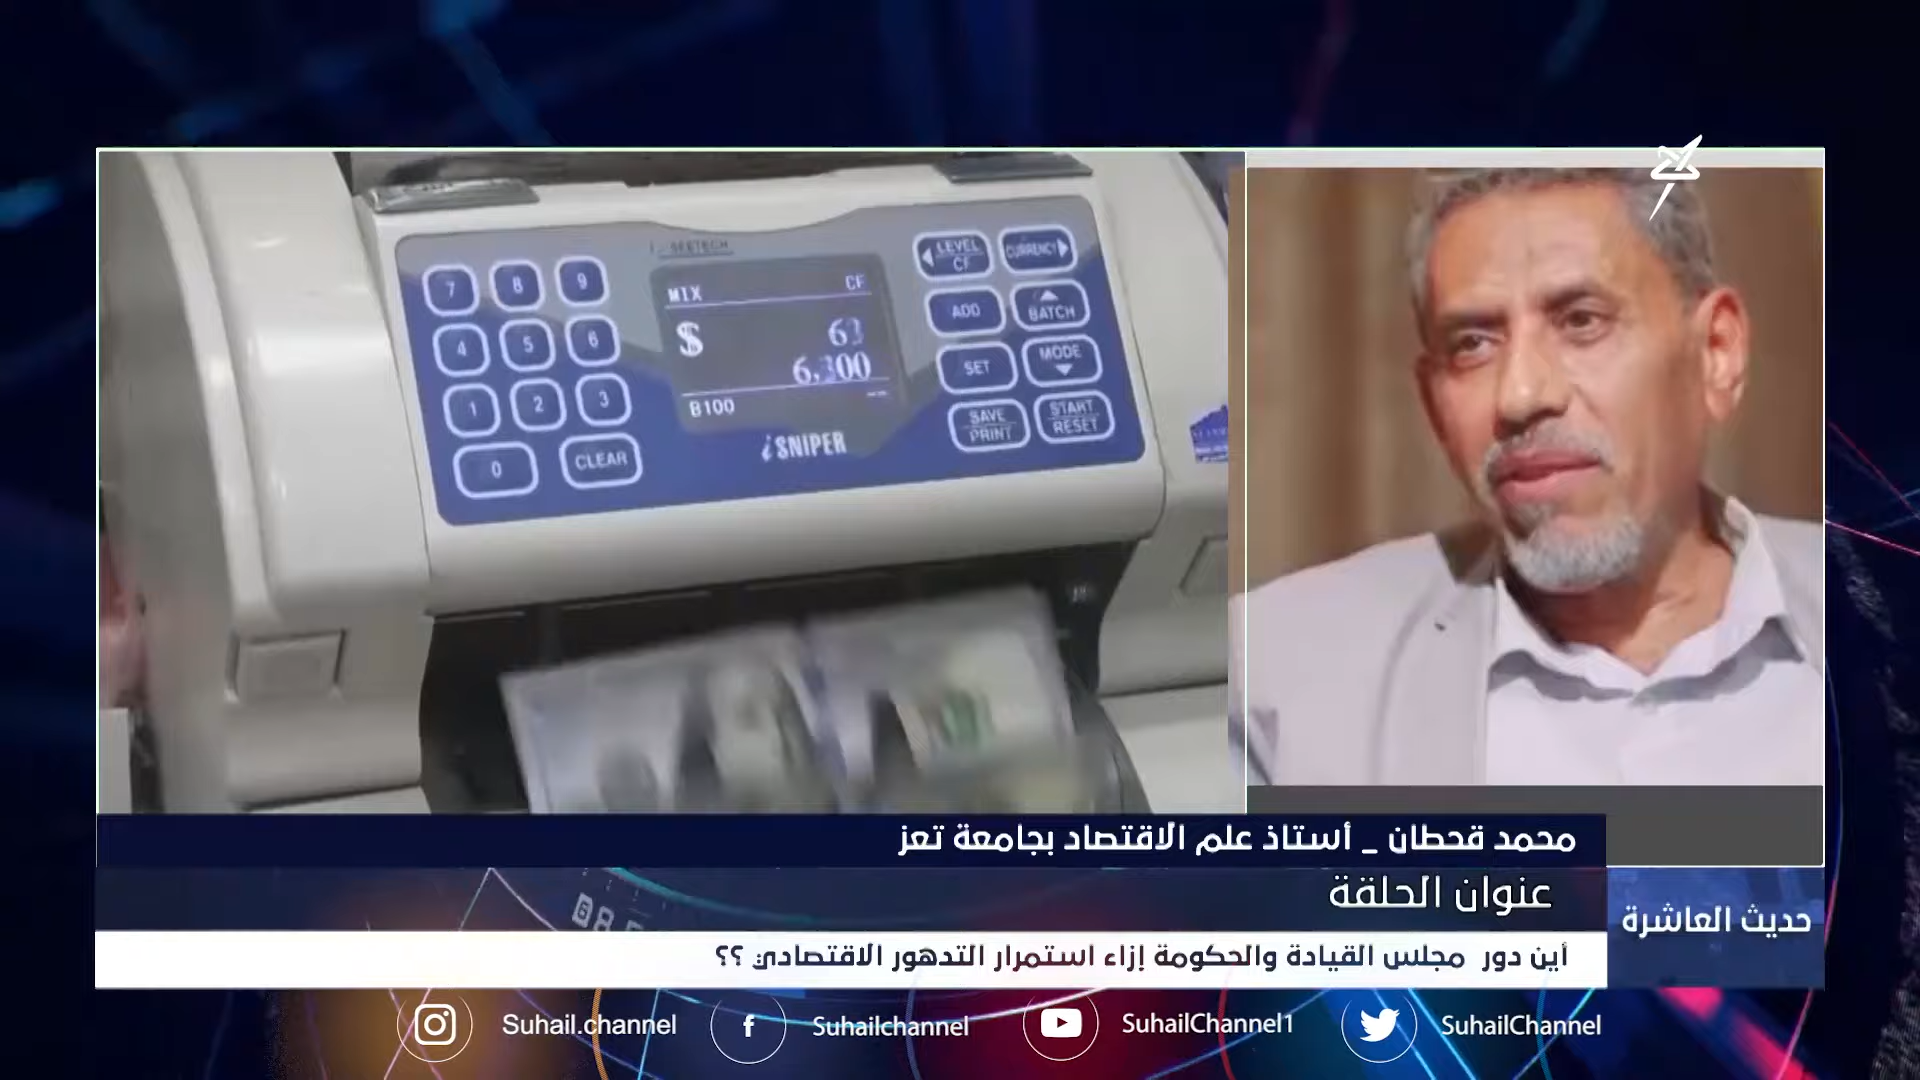 7 8 9
4 5 6
1 2 3
0 CLEAR
MIX CF
$ 63
6,300
B100
iSNIPER
LEVEL
CF
CURRENCY
ADD
BATCH
SET
MODE
SAVE
PRINT
START
RESET
محمد قحطان _ أستاذ علم الاقتصاد بجامعة تعز
عنوان الحلقة
حديث العاشرة
أين دور مجلس القيادة والحكومة إزاء استمرار التدهور الاقتصادي ؟؟
Suhail.channel
Suhailchannel
SuhailChannel1
SuhailChannel